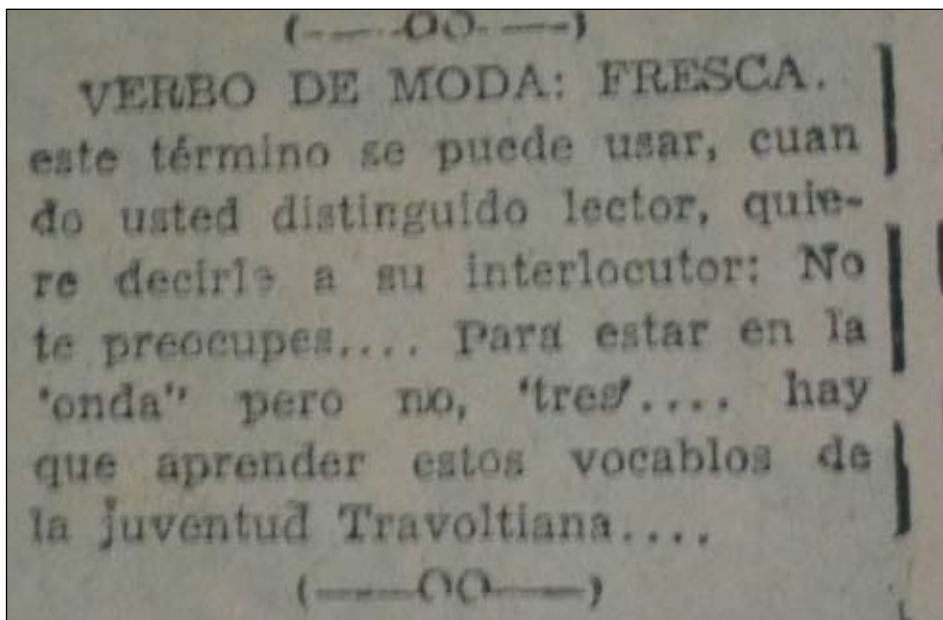 (----OO----)
VERBO DE MODA: FRESCA.
este término se puede usar, cuan
do usted distinguido lector, quie-
re decirle a su interlocutor: No
te preocupes.... Para estar en la
"onda" pero no, 'tres'.... hay
que aprender estos vocablos de
la juventud Travoltiana....
(----OO----)